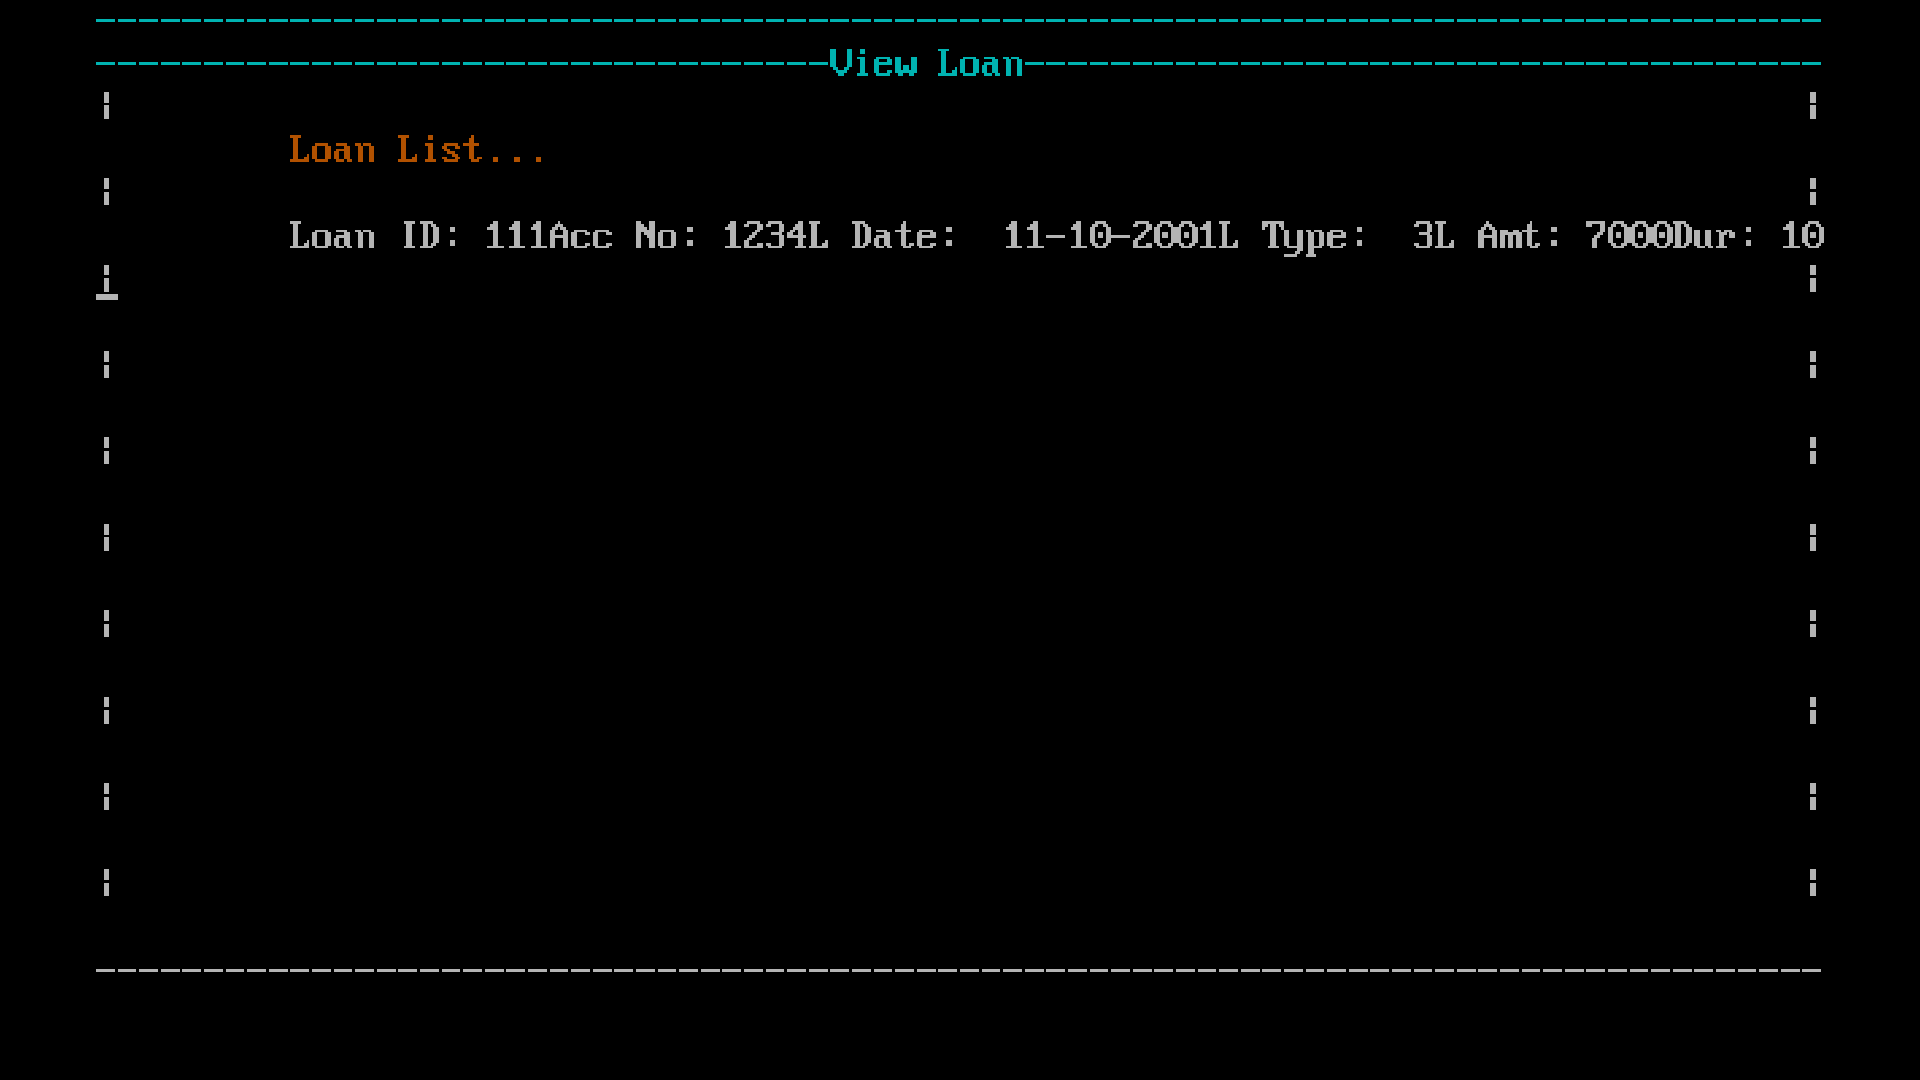 View Loan
Loan List...
Loan ID: 111Acc No: 1234L Date:  11-10-2001L Type:  3L Amt: 7000Dur: 10